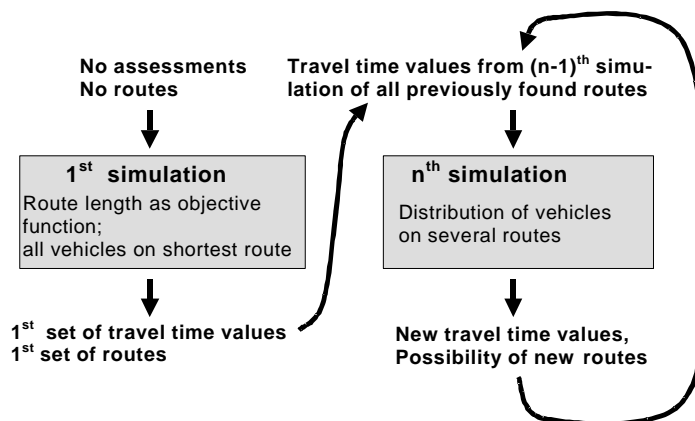 No assessments
No routes
1st simulation
Route length as objective
function;
all vehicles on shortest route
1st set of travel time values
1st set of routes
Travel time values from (n-1)th simu-
lation of all previously found routes
nth simulation
Distribution of vehicles
on several routes
New travel time values,
Possibility of new routes